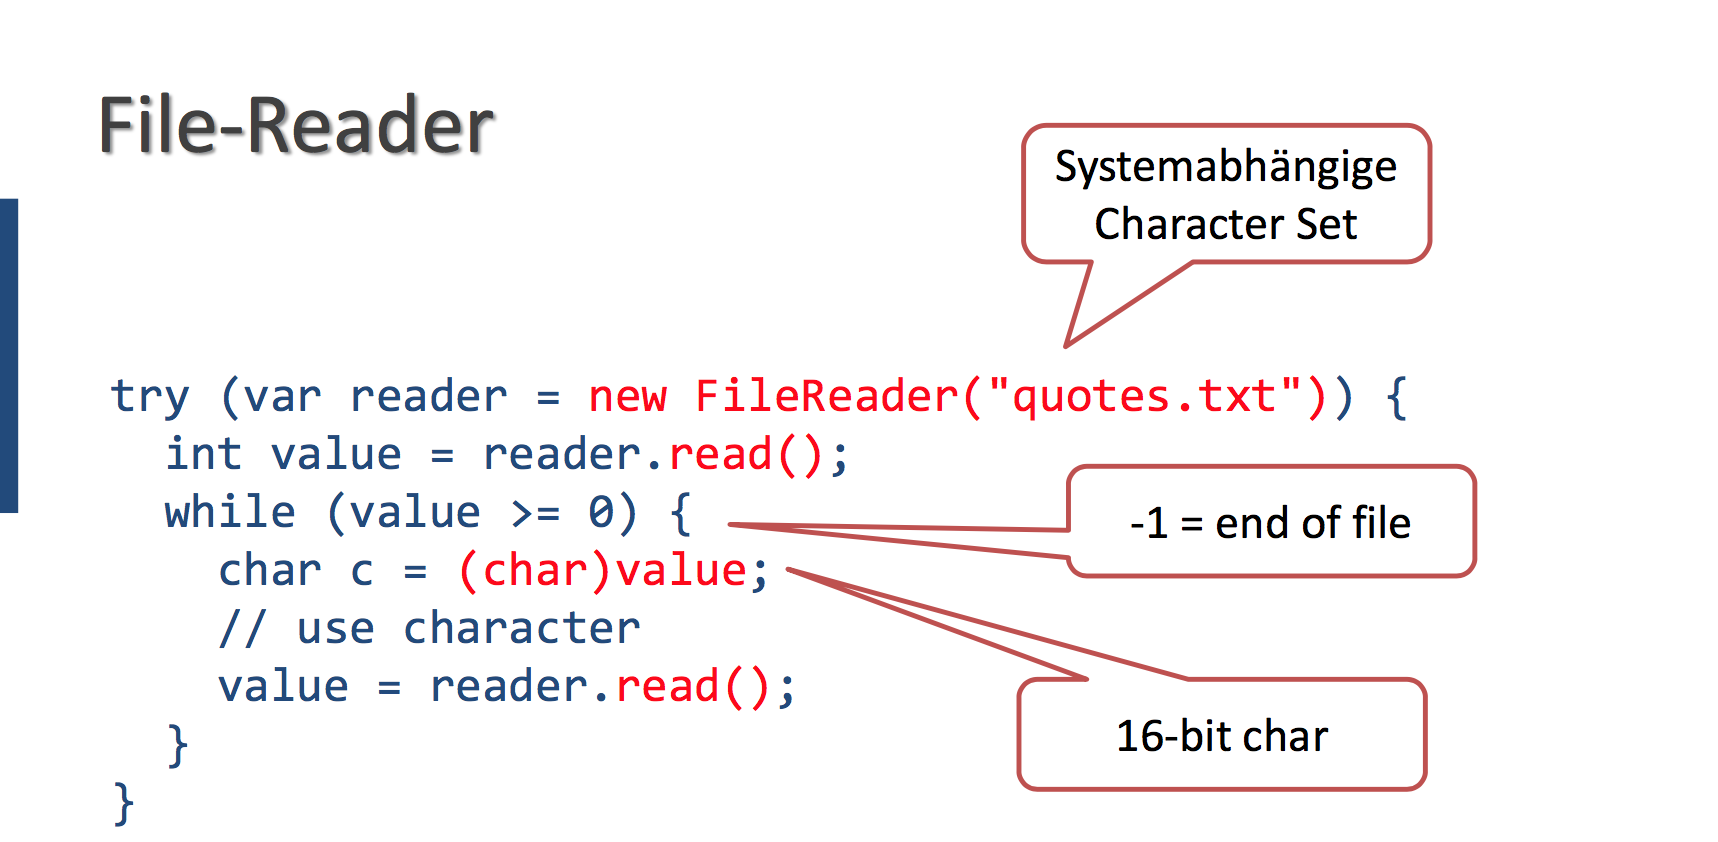 File-Reader
Systemabhängige
Character Set
try (var reader = new FileReader("quotes.txt")) {
int value = reader.read();
while (value >= 0) {
-1 = end of file
char c = (char)value;
// use character
value = reader.read();
16-bit char
}
}